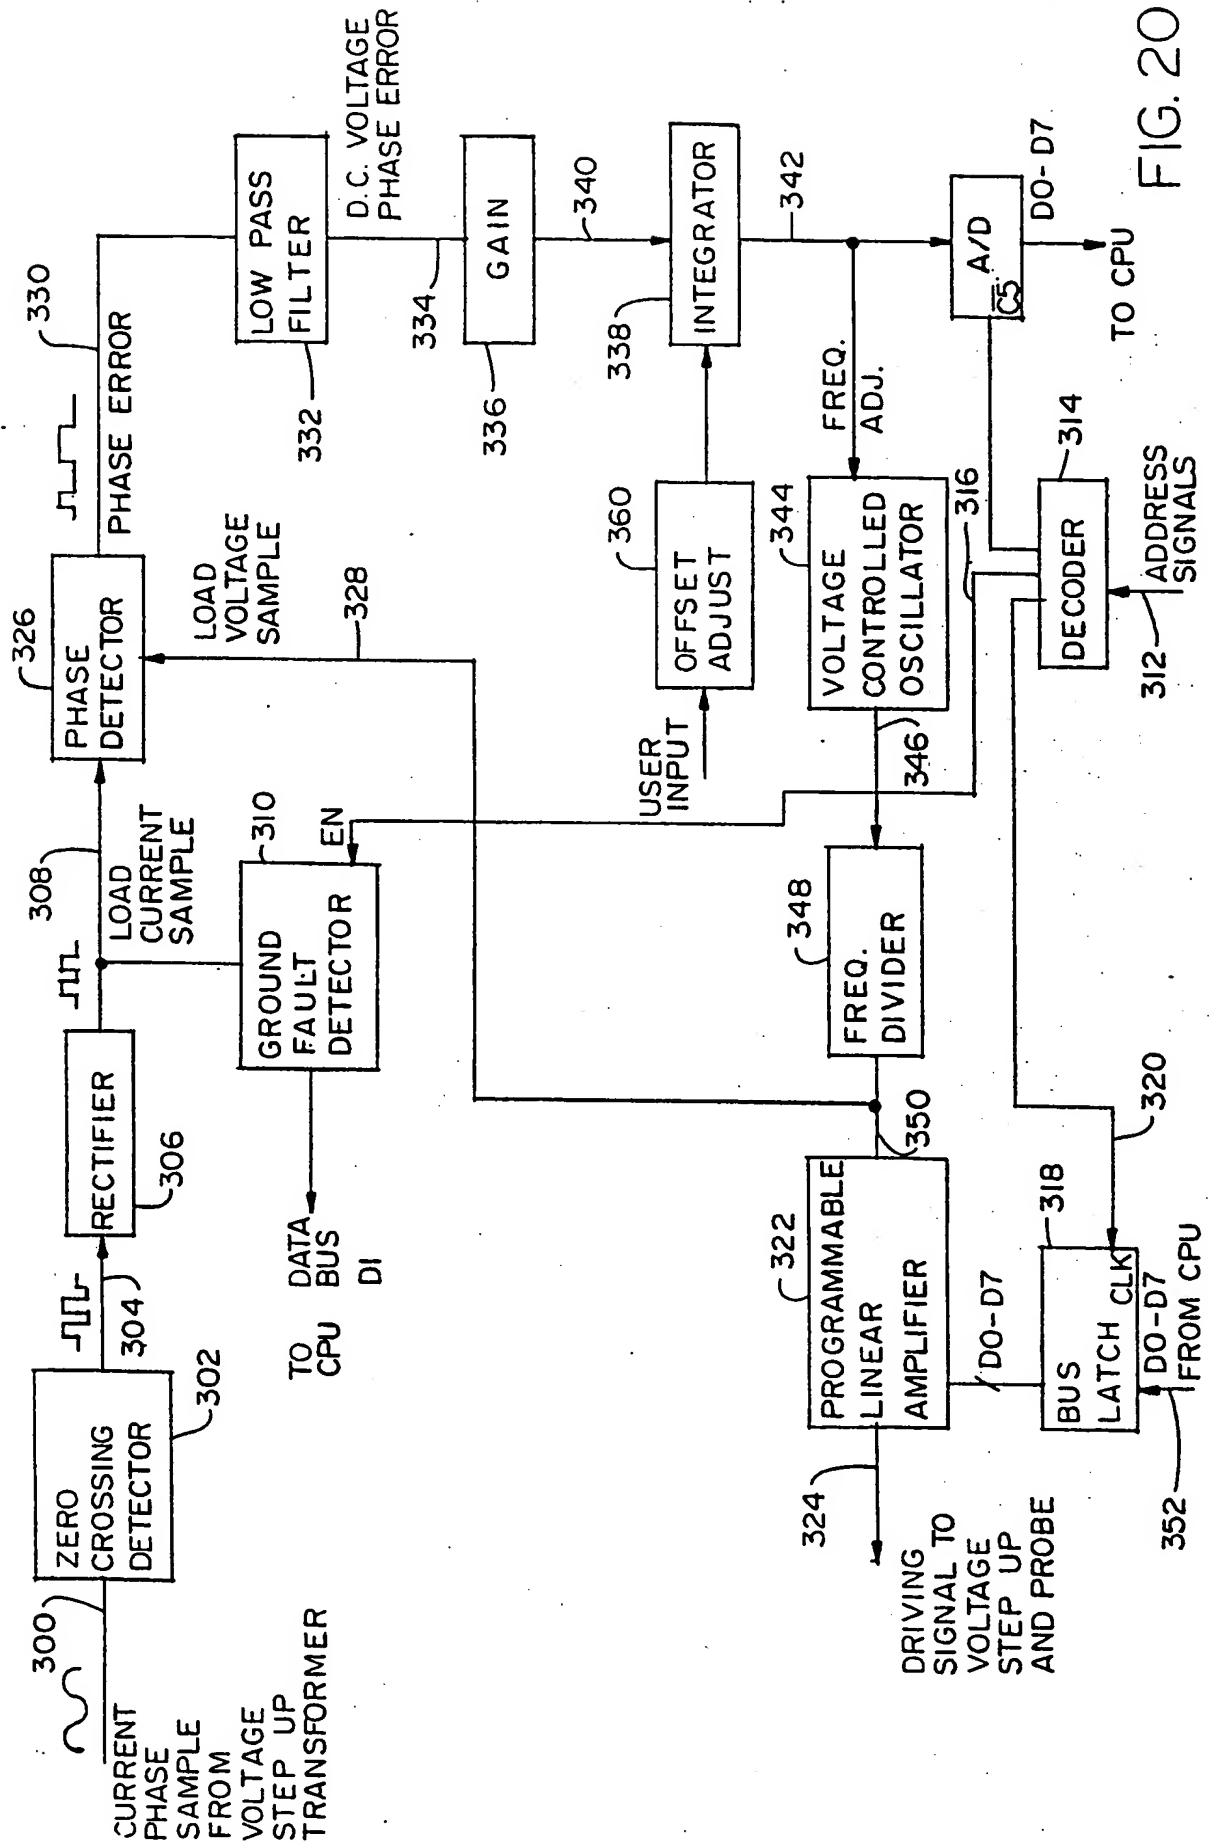 300
CURRENT
PHASE
SAMPLE
FROM
VOLTAGE
STEP UP
TRANSFORMER
ZERO
CROSSING
DETECTOR
302
304
RECTIFIER
306
308
LOAD
CURRENT
SAMPLE
326
PHASE
DETECTOR
LOAD
VOLTAGE
SAMPLE
328
330
PHASE ERROR
LOW PASS
FILTER
332
D.C. VOLTAGE
PHASE ERROR
334
GAIN
336
340
310
EN
GROUND
FAULT
DETECTOR
TO
CPU
DATA
BUS
DI
338
INTEGRATOR
342
360
OFFSET
ADJUST
USER
INPUT
FREQ.
ADJ.
344
VOLTAGE
CONTROLLED
OSCILLATOR
346
316
348
FREQ.
DIVIDER
350
322
PROGRAMMABLE
LINEAR
AMPLIFIER
324
DRIVING
SIGNAL TO
VOLTAGE
STEP UP
AND PROBE
DO-D7
318
BUS
LATCH
CLK
320
DO-D7
FROM CPU
352
314
DECODER
312
ADDRESS
SIGNALS
A/D
C5
DO-D7
TO CPU
FIG. 20